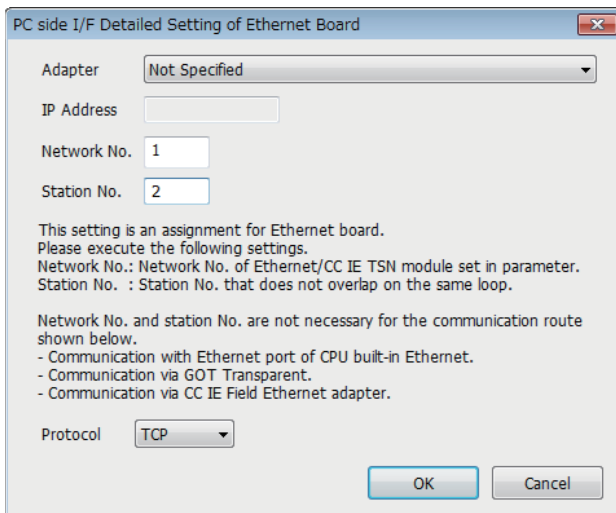 PC side I/F Detailed Setting of Ethernet Board
Adapter Not Specified
IP Address
Network No. 1
Station No. 2
This setting is an assignment for Ethernet board.
Please execute the following settings.
Network No.: Network No. of Ethernet/CC IE TSN module set in parameter.
Station No. : Station No. that does not overlap on the same loop.
Network No. and station No. are not necessary for the communication route
shown below.
- Communication with Ethernet port of CPU built-in Ethernet.
- Communication via GOT Transparent.
- Communication via CC IE Field Ethernet adapter.
Protocol TCP
OK Cancel